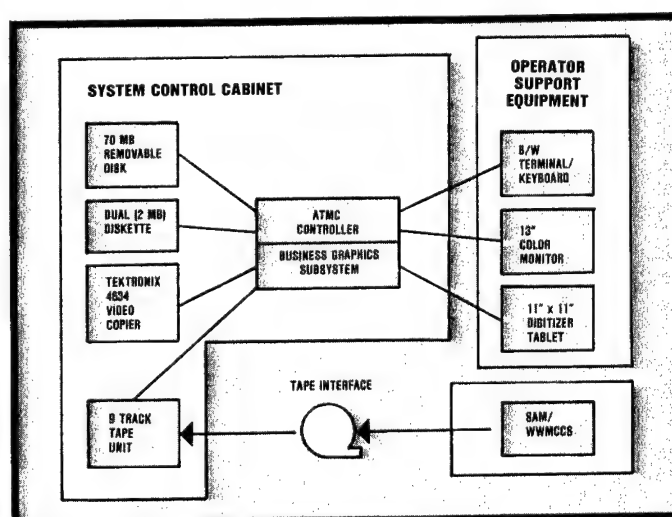 SYSTEM CONTROL CABINET
70 MB
REMOVABLE
DISK
DUAL (2 MB)
DISKETTE
TEKTRONIX
4634
VIDEO
COPIER
9 TRACK
TAPE
UNIT
ATMC
CONTROLLER
BUSINESS GRAPHICS
SUBSYSTEM
OPERATOR
SUPPORT
EQUIPMENT
B/W
TERMINAL/
KEYBOARD
13"
COLOR
MONITOR
11" x 11"
DIGITIZER
TABLET
TAPE INTERFACE
SAM/
WWMCCS